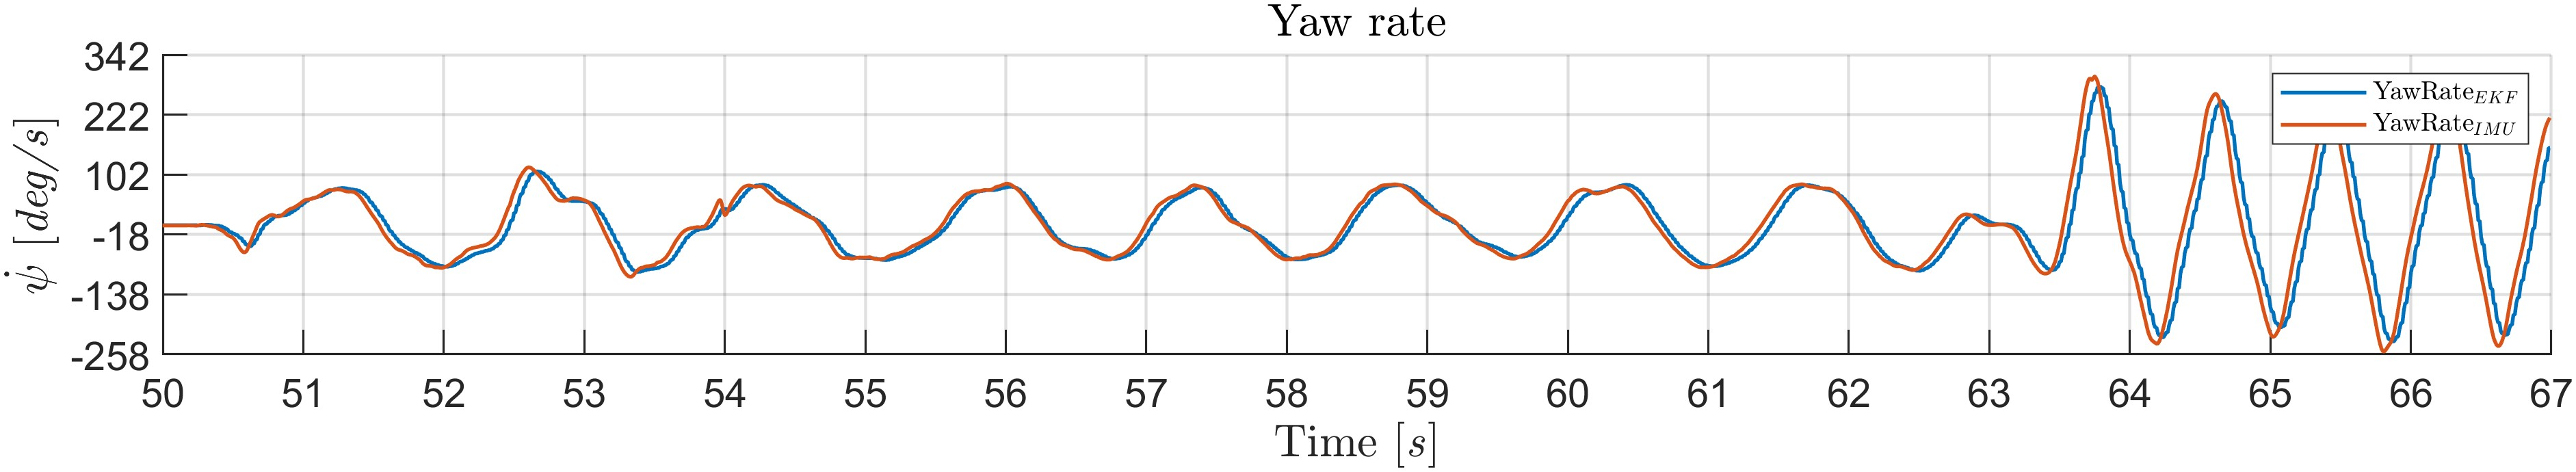 Yaw rate
342
222
102
-18
-138
-258
ψ̇ [deg/s]
YawRate_EKF
YawRate_IMU
50 51 52 53 54 55 56 57 58 59 60 61 62 63 64 65 66 67
Time [s]